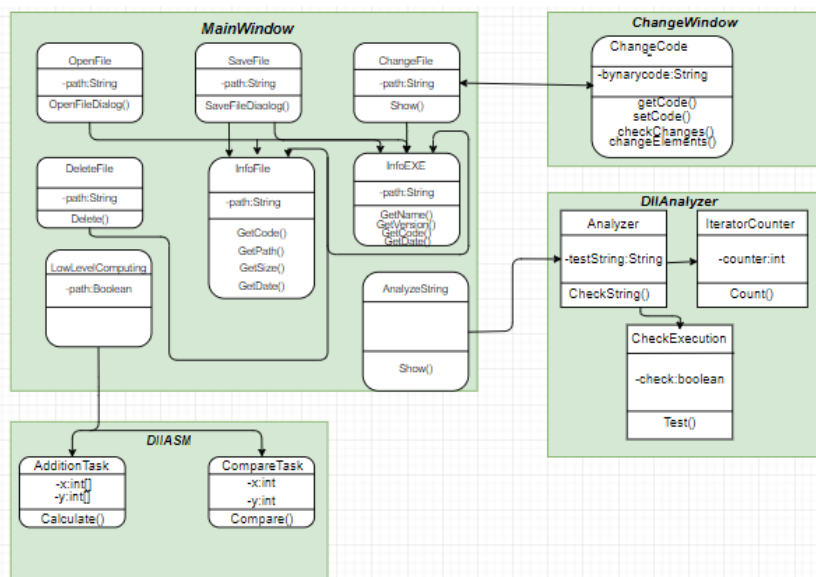 MainWindow
OpenFile
-path:String
OpenFileDialog()
SaveFile
-path:String
SaveFileDiaolog()
ChangeFile
-path:String
Show()
DeleteFile
-path:String
Delete()
InfoFile
-path:String
GetCode()
GetPath()
GetSize()
GetDate()
InfoEXE
-path:String
GetName()
GetVersion()
GetCode()
GetDate()
LowLevelComputing
-path:Boolean
AnalyzeString
Show()
ChangeWindow
ChangeCode
-bynarycode:String
getCode()
setCode()
checkChanges()
changeElements()
DllAnalyzer
Analyzer
-testString:String
CheckString()
IteratorCounter
-counter:int
Count()
CheckExecution
-check:boolean
Test()
DllASM
AdditionTask
-x:int[]
-y:int[]
Calculate()
CompareTask
-x:int
-y:int
Compare()